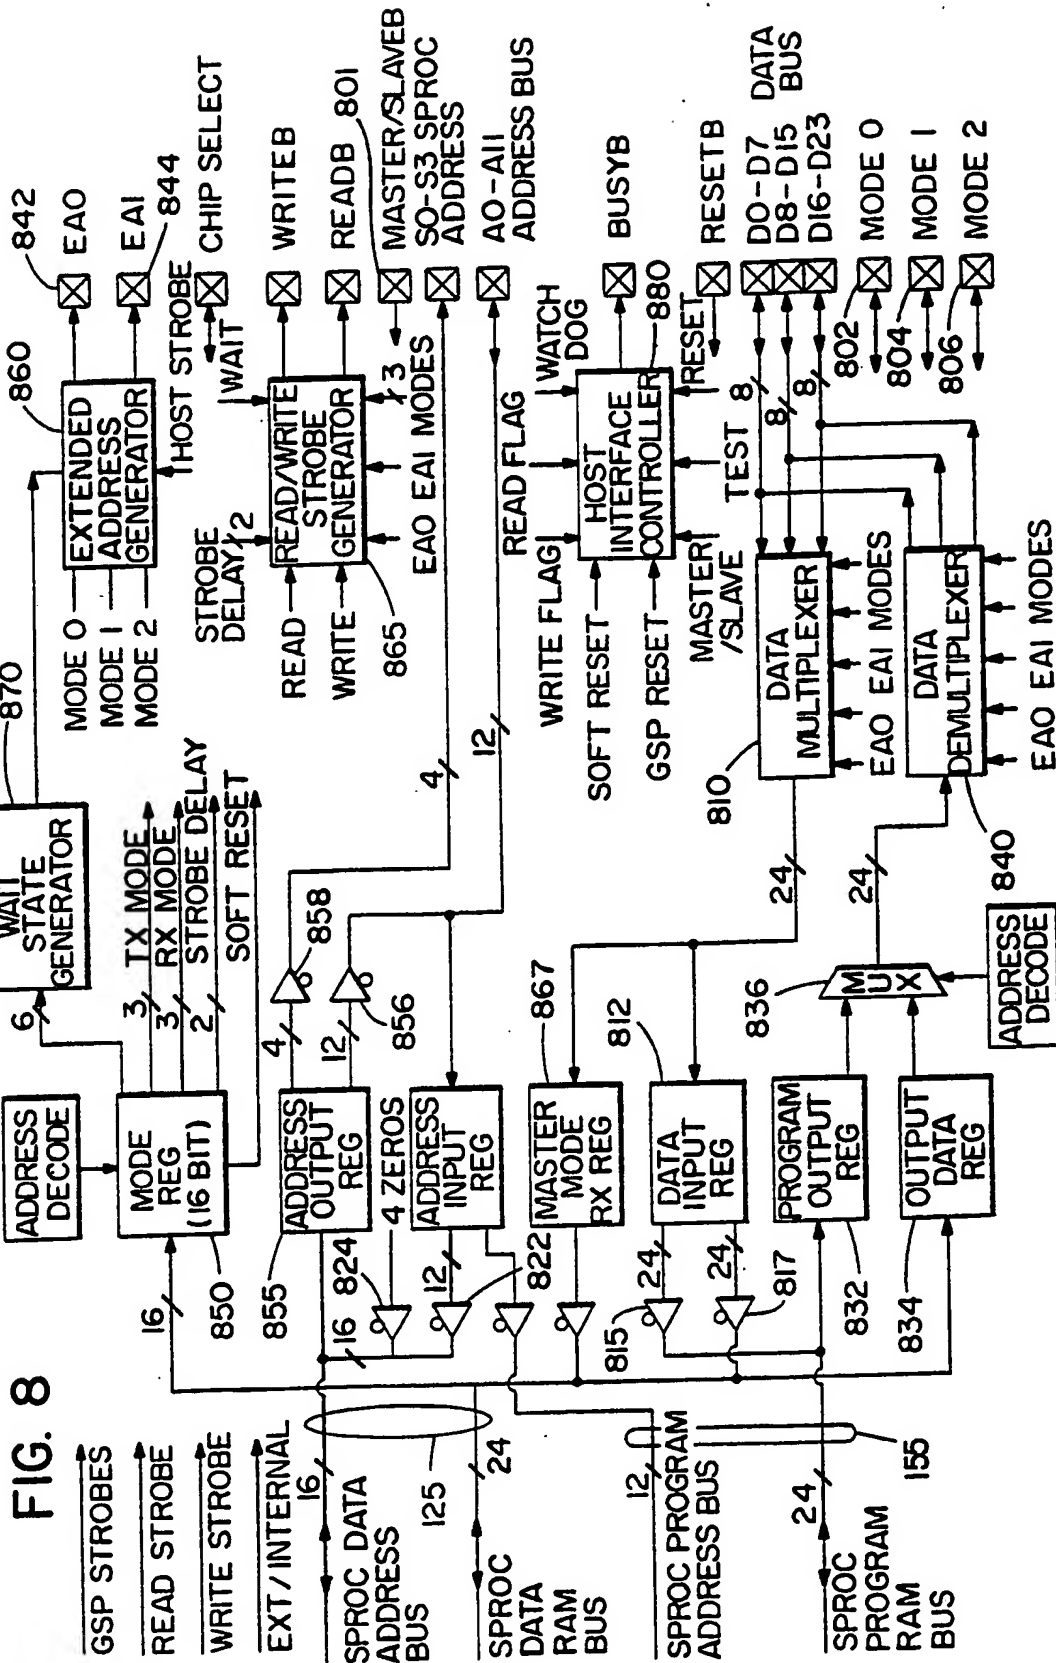 FIG. 8
GSP STROBES
READ STROBE
WRITE STROBE
EXT/INTERNAL
16
SPROC DATA
ADDRESS
BUS
125
24
SPROC
DATA
RAM
BUS
12
SPROC PROGRAM
ADDRESS BUS
155
24
SPROC
PROGRAM
RAM
BUS
ADDRESS
DECODE
16
MODE
REG
(16 BIT)
850
6
WAIT
STATE
GENERATOR
870
3
TX MODE
3
RX MODE
2
STROBE DELAY
SOFT RESET
855
ADDRESS
OUTPUT
REG
4
858
12
856
824
4 ZEROS
16
12
ADDRESS
INPUT
REG
822
MASTER
MODE
RX REG
867
815
24
24
817
DATA
INPUT
REG
812
PROGRAM
OUTPUT
REG
832
OUTPUT
DATA
REG
834
836
MUX
ADDRESS
DECODE
24
24
MODE 0
MODE 1
MODE 2
EXTENDED
ADDRESS
GENERATOR
860
HOST STROBE
842
EA0
EA1
844
CHIP SELECT
WAIT
STROBE
DELAY
2
READ
WRITE
READ/WRITE
STROBE
GENERATOR
865
EA0 EA1 MODES
3
WRITEB
READB
801
MASTER/SLAVEB
S0-S3 SPROC
ADDRESS
A0-A11
ADDRESS BUS
4
12
WRITE FLAG
READ FLAG
WATCH
DOG
SOFT RESET
GSP RESET
HOST
INTERFACE
CONTROLLER
880
MASTER
/SLAVE
TEST
RESET
BUSYB
RESETB
D0-D7
D8-D15
D16-D23
DATA
BUS
8
8
8
810
DATA
MULTIPLEXER
EA0 EA1 MODES
DATA
DEMULTIPLEXER
840
EA0 EA1 MODES
802
MODE 0
804
MODE 1
806
MODE 2